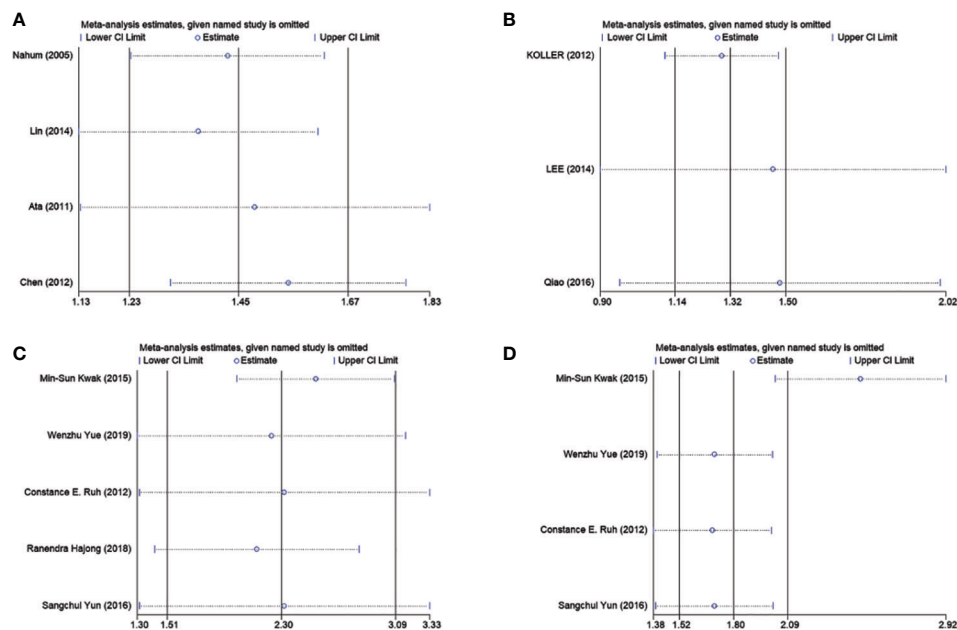 A
Meta-analysis estimates, given named study is omitted
Lower CI Limit Estimate Upper CI Limit
Nahum (2005)
Lin (2014)
Ata (2011)
Chen (2012)
1.13 1.23 1.45 1.67 1.83
B
Meta-analysis estimates, given named study is omitted
Lower CI Limit Estimate Upper CI Limit
KOLLER (2012)
LEE (2014)
Qiao (2016)
0.90 1.14 1.32 1.50 2.02
C
Meta-analysis estimates, given named study is omitted
Lower CI Limit Estimate Upper CI Limit
Min-Sun Kwak (2015)
Wenzhu Yue (2019)
Constance E. Ruh (2012)
Ranendra Hajong (2018)
Sangchul Yun (2016)
1.30 1.51 2.30 3.09 3.33
D
Meta-analysis estimates, given named study is omitted
Lower CI Limit Estimate Upper CI Limit
Min-Sun Kwak (2015)
Wenzhu Yue (2019)
Constance E. Ruh (2012)
Sangchul Yun (2016)
1.38 1.52 1.80 2.09 2.92